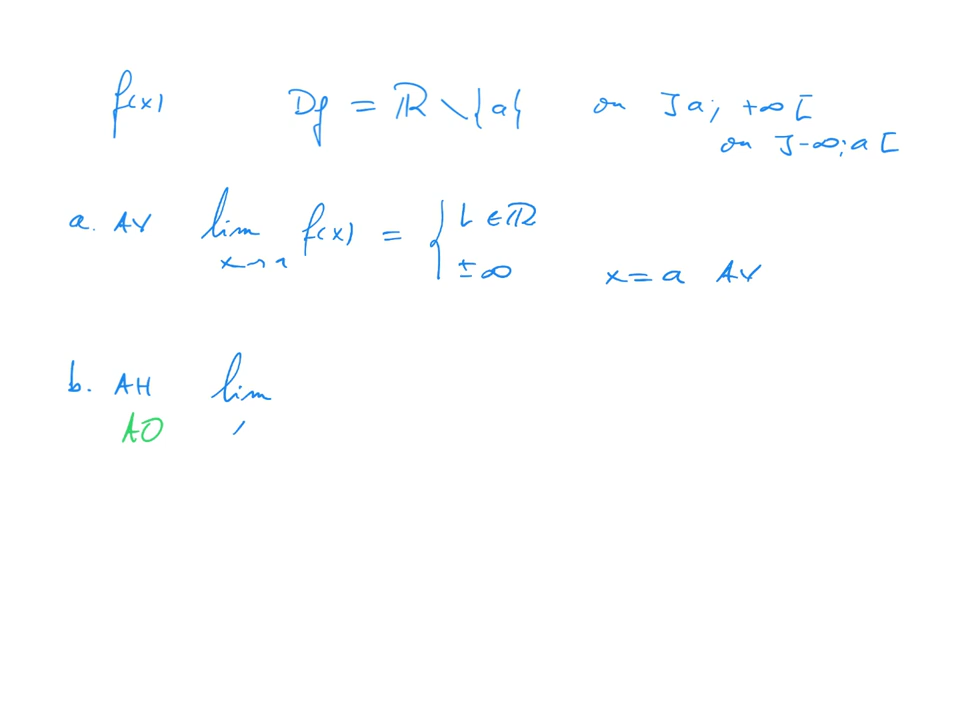 f(x) Df = ℝ \ {a} ou ]a; +∞[
ou ]-∞; a[
a. AV lim f(x) = { L ∈ ℝ
x→a ±∞ x = a AV
b. AH lim
AO